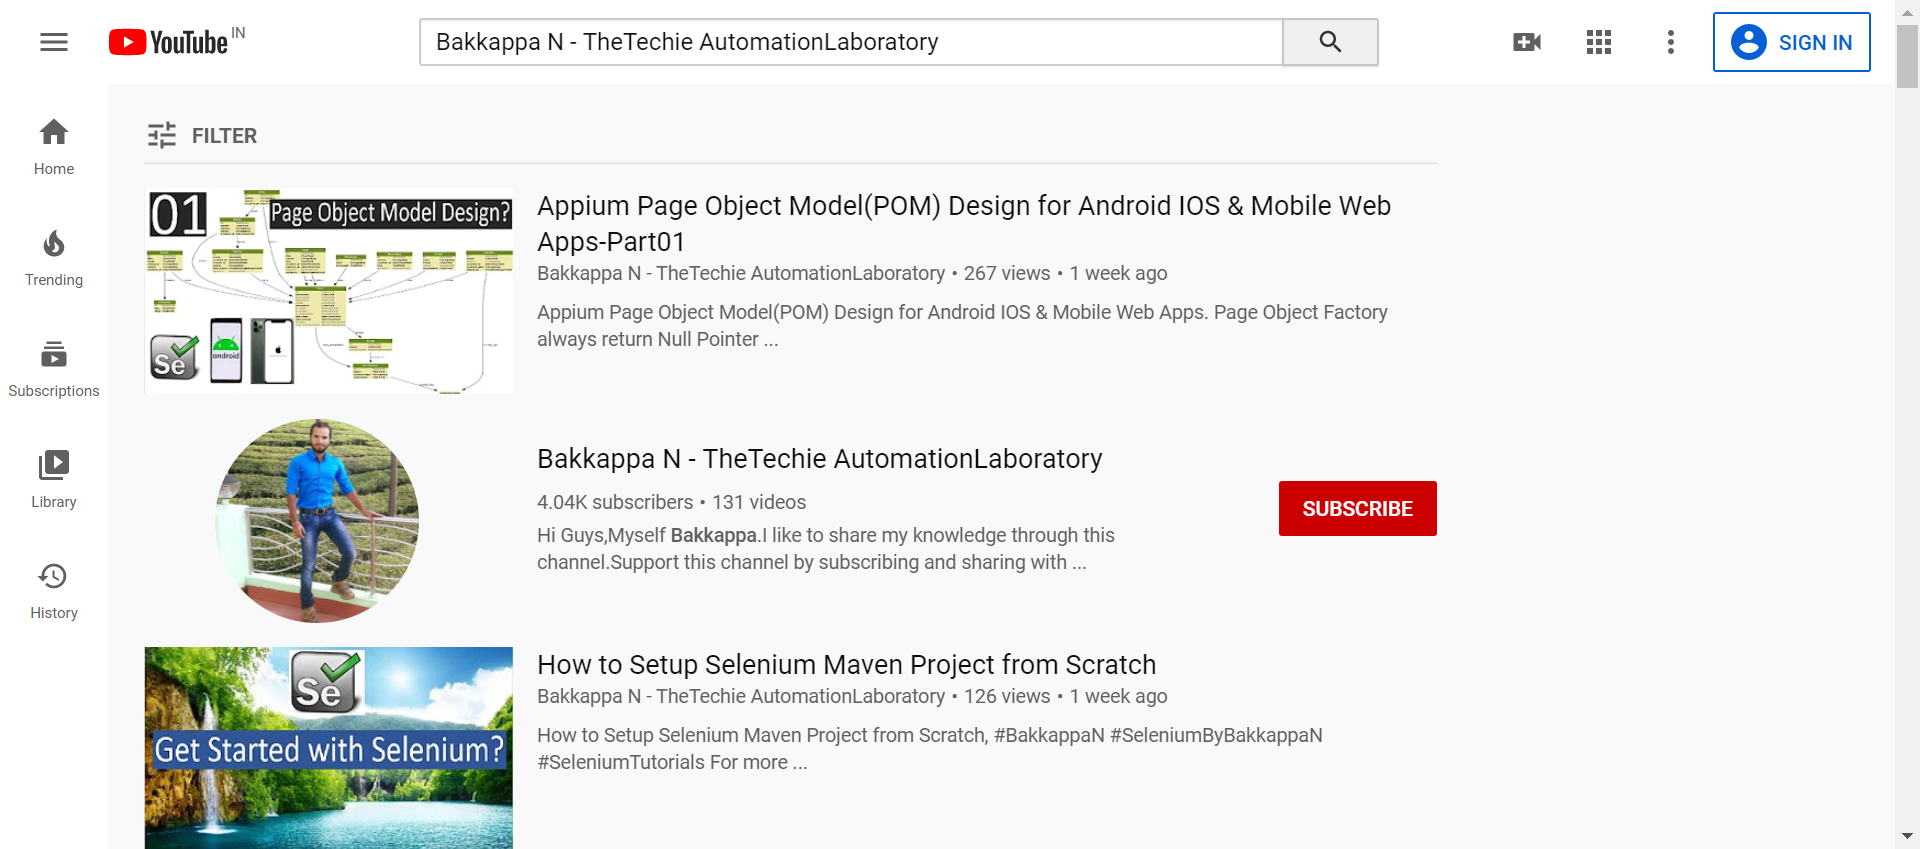 YouTube IN
Bakkappa N - TheTechie AutomationLaboratory
SIGN IN
Home
Trending
Subscriptions
Library
History
FILTER
01
Page Object Model Design?
Se
android
Appium Page Object Model(POM) Design for Android IOS & Mobile Web
Apps-Part01
Bakkappa N - TheTechie AutomationLaboratory • 267 views • 1 week ago
Appium Page Object Model(POM) Design for Android IOS & Mobile Web Apps. Page Object Factory
always return Null Pointer ...
Bakkappa N - TheTechie AutomationLaboratory
4.04K subscribers • 131 videos
Hi Guys,Myself Bakkappa.I like to share my knowledge through this
channel.Support this channel by subscribing and sharing with ...
SUBSCRIBE
Se
Get Started with Selenium?
How to Setup Selenium Maven Project from Scratch
Bakkappa N - TheTechie AutomationLaboratory • 126 views • 1 week ago
How to Setup Selenium Maven Project from Scratch, #BakkappaN #SeleniumByBakkappaN
#SeleniumTutorials For more ...